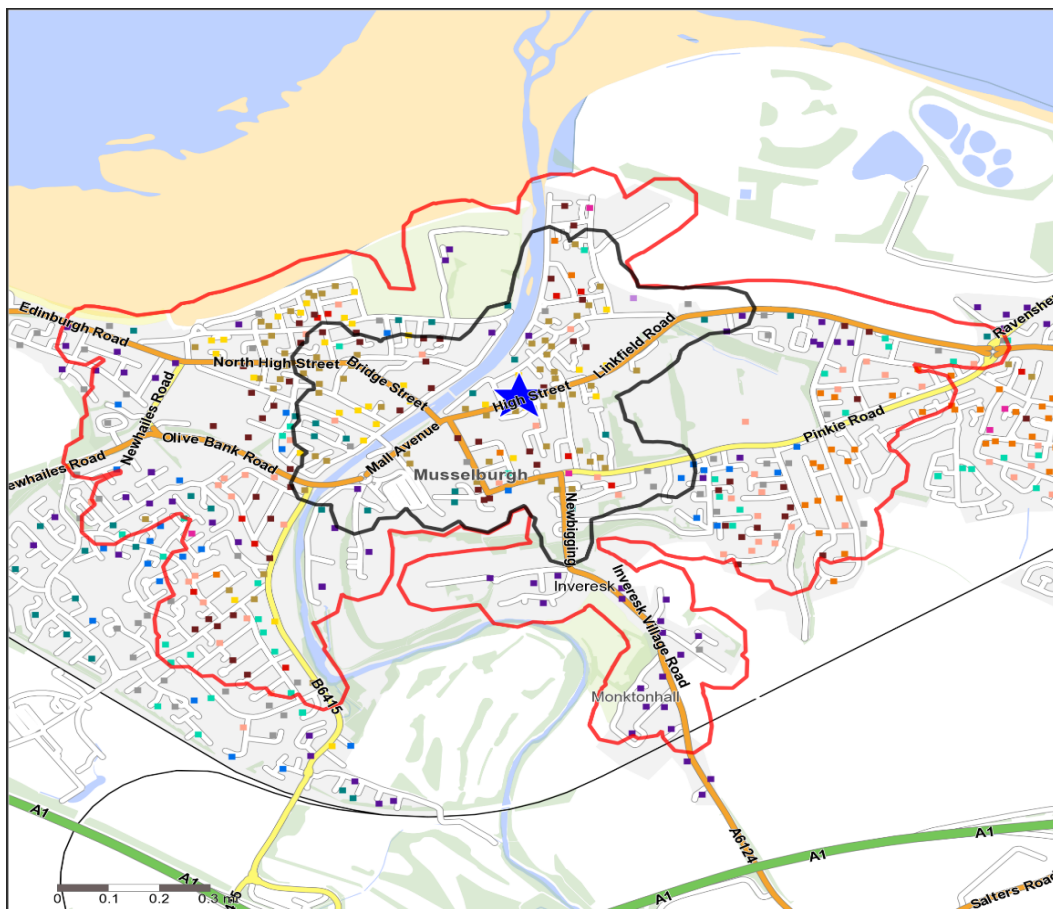 Ravenshe
Edinburgh Road
Linkfield Road
North High Street
Bridge Street
High Street
Newhailes Road
Pinkie Road
Olive Bank Road
Mall Avenue
ewhailes Road
Musselburgh
Newbigging
Inveresk
Inveresk Village Road
B6415
Monktonhall
A1
A1
A1
A6124
A1
A1
0 0.1 0.2 0.3 mi
Salters Road